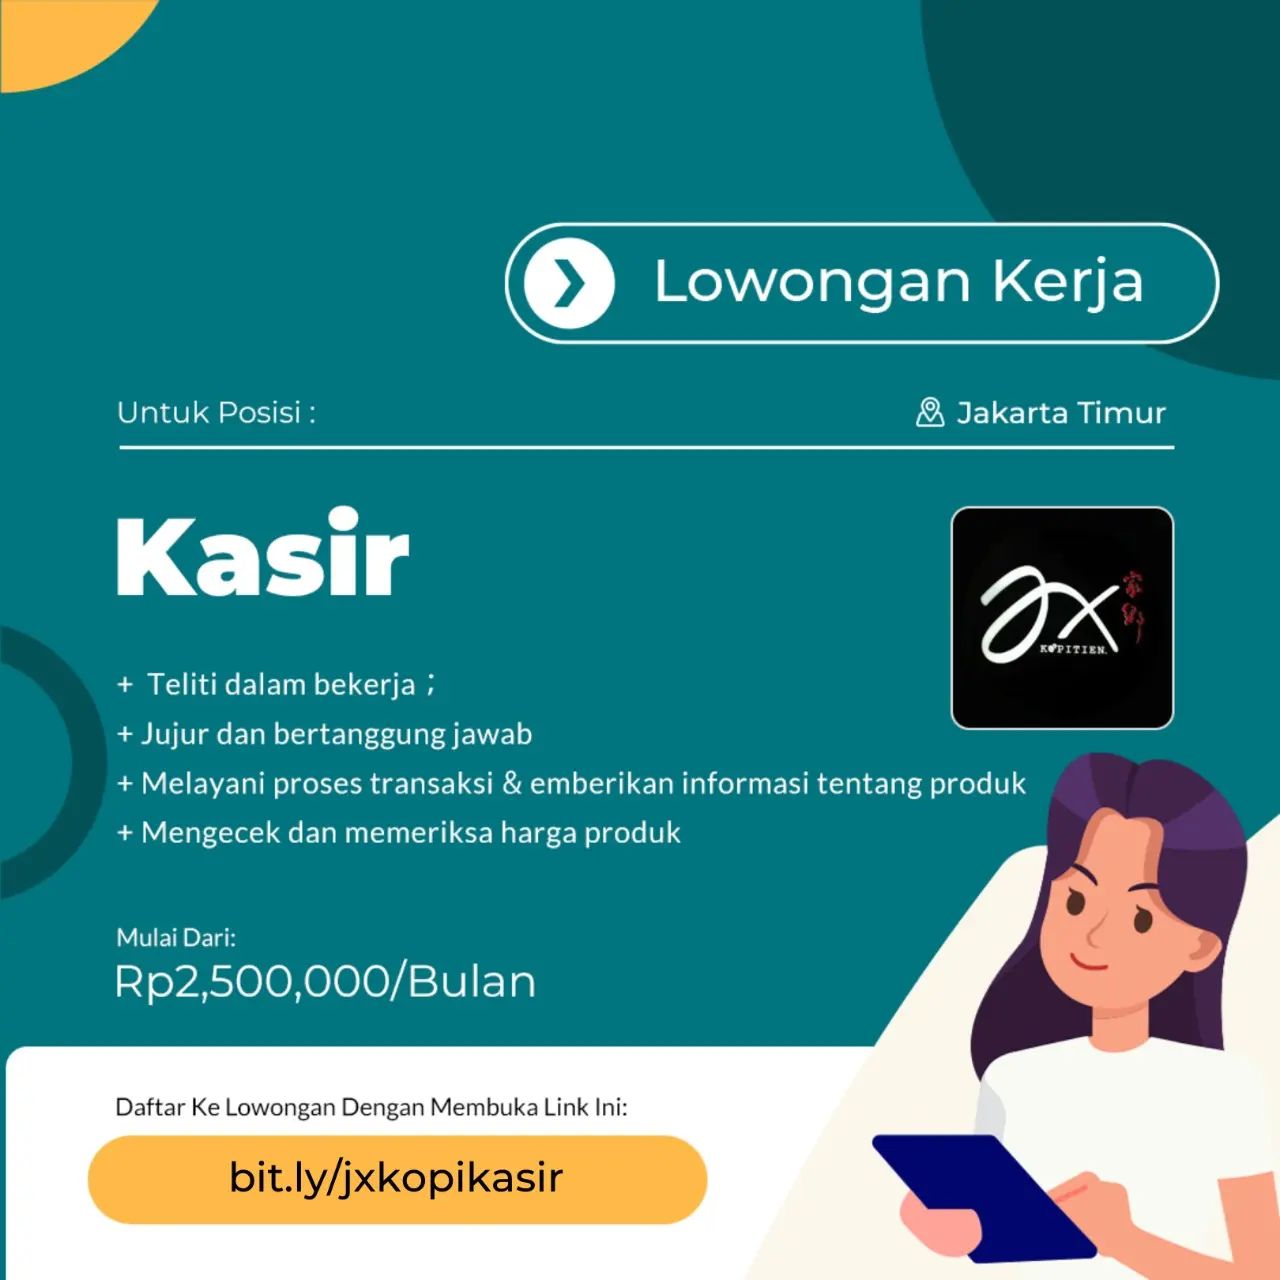 Lowongan Kerja
Untuk Posisi :
Jakarta Timur
Kasir
JX
家鄉
KOPITIEN.
+ Teliti dalam bekerja ;
+ Jujur dan bertanggung jawab
+ Melayani proses transaksi & emberikan informasi tentang produk
+ Mengecek dan memeriksa harga produk
Mulai Dari:
Rp2,500,000/Bulan
Daftar Ke Lowongan Dengan Membuka Link Ini:
bit.ly/jxkopikasir